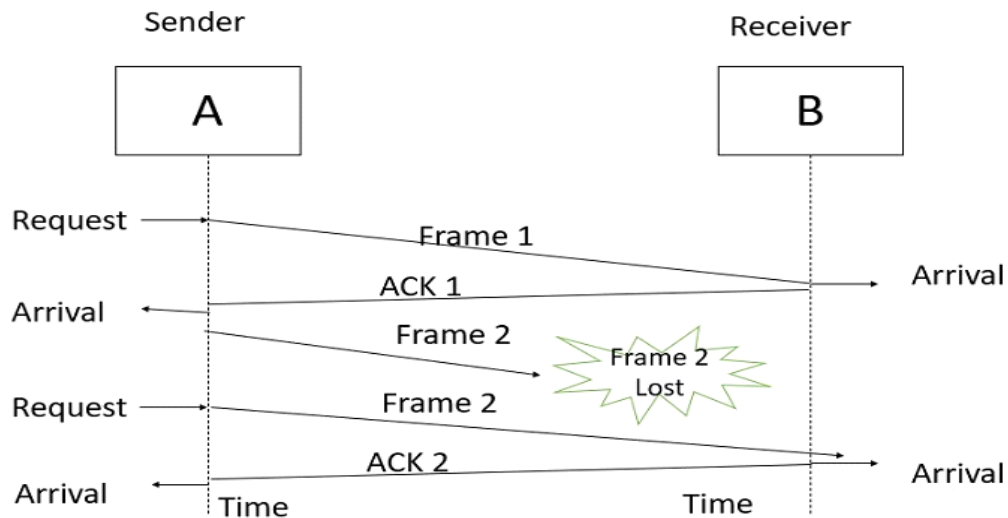 Sender
Receiver
A
B
Request
Frame 1
Arrival
ACK 1
Arrival
Frame 2
Frame 2
Lost
Request
Frame 2
ACK 2
Arrival
Arrival
Time
Time